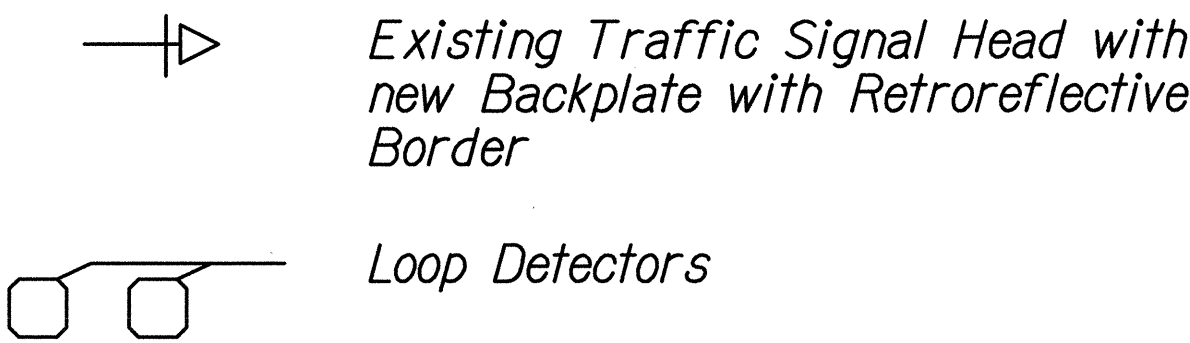 Existing Traffic Signal Head with
new Backplate with Retroreflective
Border
Loop Detectors